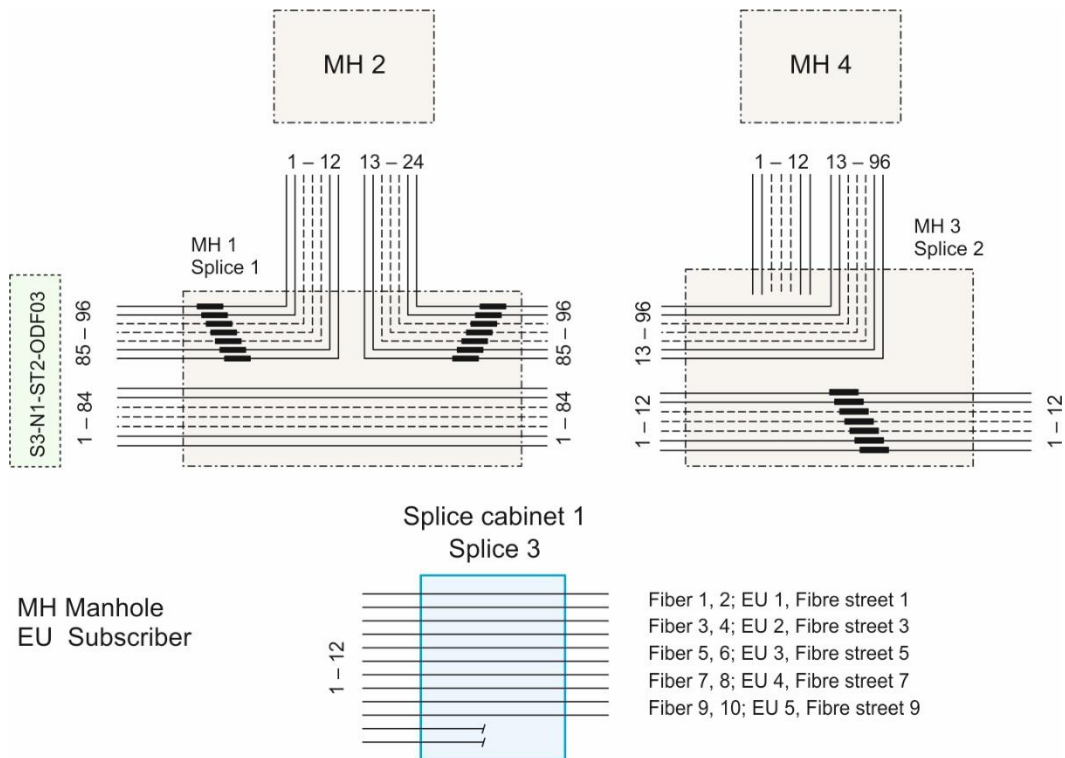 MH 2
MH 4
1 – 12
13 – 24
1 – 12
13 – 96
MH 1
Splice 1
MH 3
Splice 2
S3-N1-ST2-ODF03
85 – 96
85 – 96
13 – 96
1 – 84
1 – 84
1 – 12
1 – 12
Splice cabinet 1
Splice 3
MH Manhole
EU Subscriber
1 – 12
Fiber 1, 2; EU 1, Fibre street 1
Fiber 3, 4; EU 2, Fibre street 3
Fiber 5, 6; EU 3, Fibre street 5
Fiber 7, 8; EU 4, Fibre street 7
Fiber 9, 10; EU 5, Fibre street 9